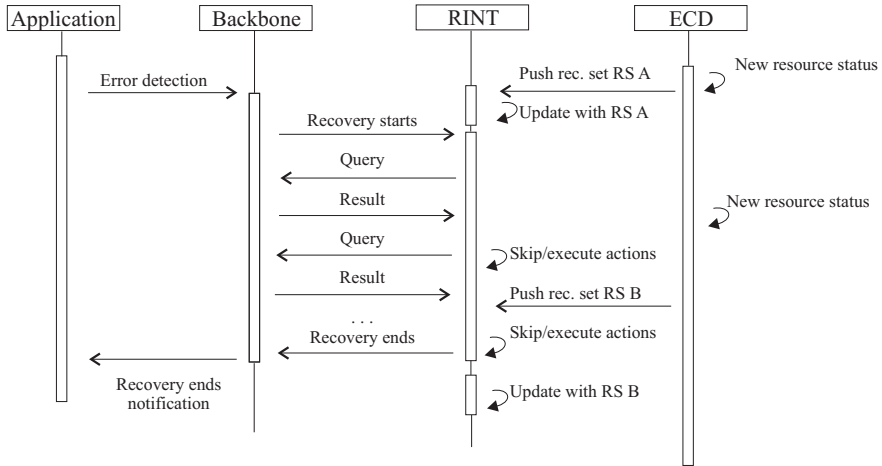 Application
Backbone
RINT
ECD
New resource status
Push rec. set RS A
Error detection
Update with RS A
Recovery starts
Query
Result
New resource status
Query
Skip/execute actions
Result
Push rec. set RS B
. . .
Recovery ends
Skip/execute actions
Recovery ends
notification
Update with RS B